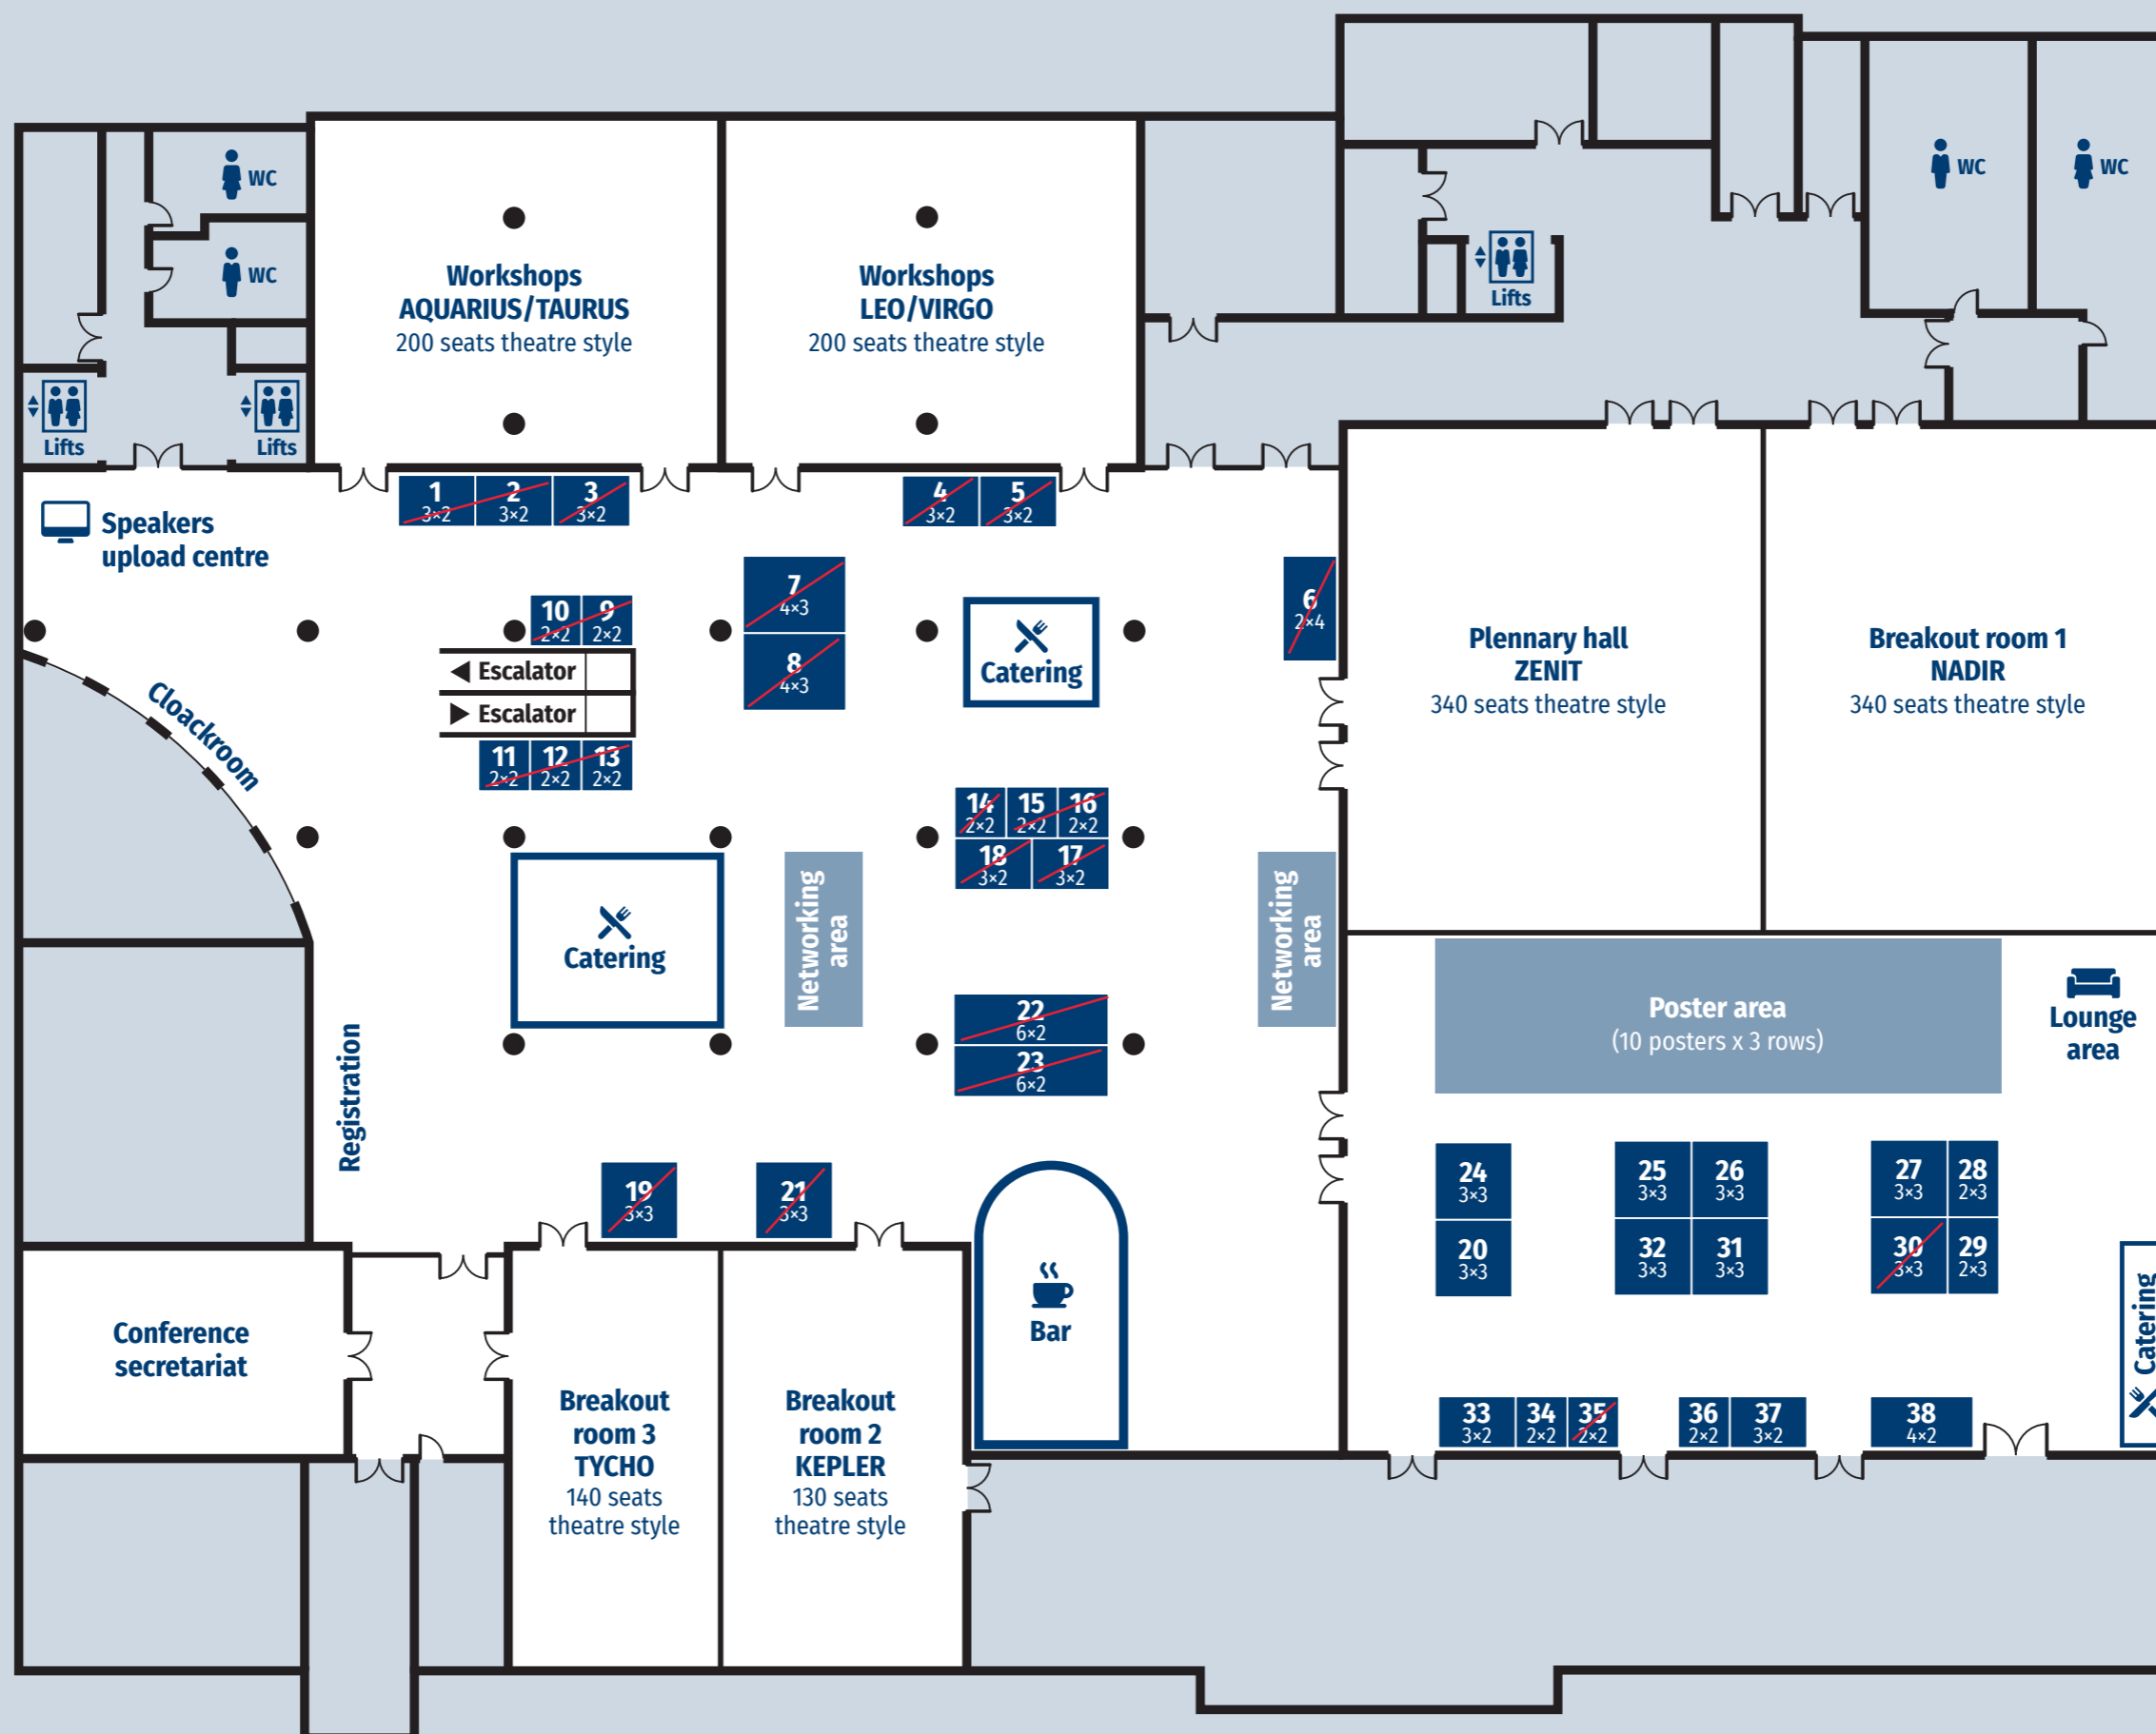 WC
WC
WC
WC
Workshops
AQUARIUS/TAURUS
200 seats theatre style
Workshops
LEO/VIRGO
200 seats theatre style
Lifts
Lifts
Lifts
Speakers
upload centre
1
3×2
2
3×2
3
3×2
4
3×2
5
3×2
6
2×4
7
4×3
8
4×3
10
2×2
9
2×2
Escalator
Escalator
11
2×2
12
2×2
13
2×2
Catering
Cloackroom
Plennary hall
ZENIT
340 seats theatre style
Breakout room 1
NADIR
340 seats theatre style
14
2×2
15
2×2
16
2×2
18
3×2
17
3×2
Catering
Networking
area
Networking
area
22
6×2
23
6×2
Poster area
(10 posters x 3 rows)
Lounge
area
Registration
19
3×3
21
3×3
24
3×3
20
3×3
25
3×3
26
3×3
32
3×3
31
3×3
27
3×3
28
2×3
30
3×3
29
2×3
Catering
Bar
Conference
secretariat
Breakout
room 3
TYCHO
140 seats
theatre style
Breakout
room 2
KEPLER
130 seats
theatre style
33
3×2
34
2×2
35
2×2
36
2×2
37
3×2
38
4×2